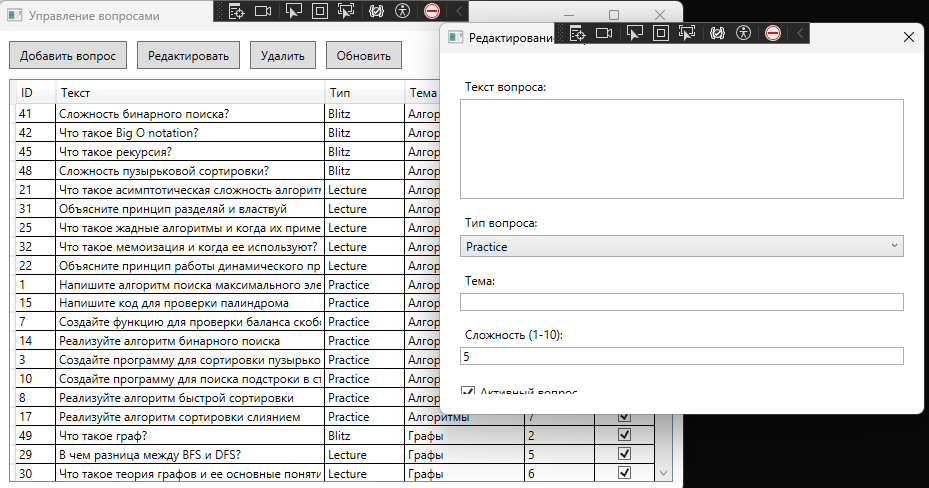 Управление вопросами
Добавить вопрос Редактировать Удалить Обновить
ID Текст Тип Тема
41 Сложность бинарного поиска? Blitz Алгор
42 Что такое Big O notation? Blitz Алгор
45 Что такое рекурсия? Blitz Алгор
48 Сложность пузырьковой сортировки? Blitz Алгор
21 Что такое асимптотическая сложность алгоритм Lecture Алгор
31 Объясните принцип разделяй и властвуй Lecture Алгор
25 Что такое жадные алгоритмы и когда их приме Lecture Алгор
32 Что такое мемоизация и когда ее используют? Lecture Алгор
22 Объясните принцип работы динамического пр Lecture Алгор
1 Напишите алгоритм поиска максимального эле Practice Алгор
15 Напишите код для проверки палиндрома Practice Алгор
7 Создайте функцию для проверки баланса скобо Practice Алгор
14 Реализуйте алгоритм бинарного поиска Practice Алгор
3 Создайте программу для сортировки пузырько Practice Алгор
10 Создайте программу для поиска подстроки в ст Practice Алгор
8 Реализуйте алгоритм быстрой сортировки Practice Алгор
17 Реализуйте алгоритм сортировки слиянием Practice Алгоритмы 7
49 Что такое граф? Blitz Графы 2
29 В чем разница между BFS и DFS? Lecture Графы 5
30 Что такое теория графов и ее основные поняти Lecture Графы 6
Редактирование
Текст вопроса:
Тип вопроса:
Practice
Тема:
Сложность (1-10):
5
Активный вопрос